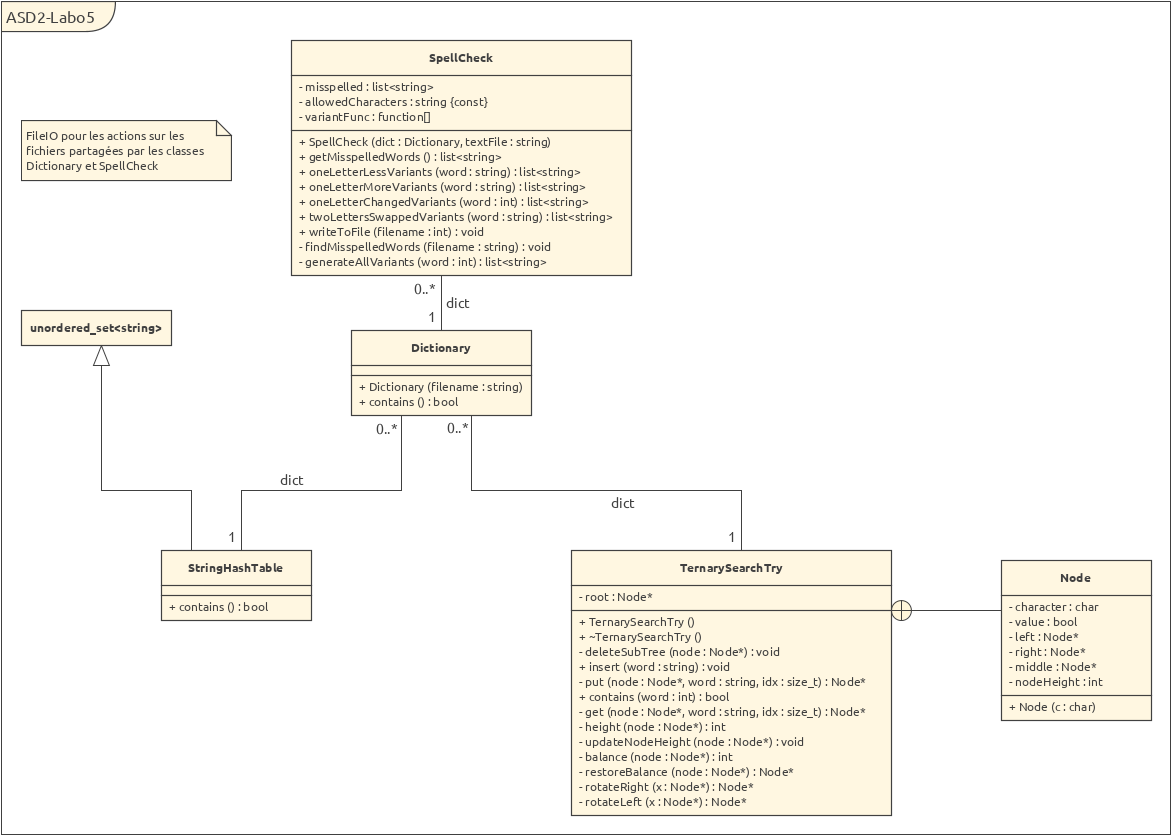 ASD2-Labo5
SpellCheck
- misspelled : list<string>
- allowedCharacters : string {const}
- variantFunc : function[]
+ SpellCheck (dict : Dictionary, textFile : string)
+ getMisspelledWords () : list<string>
+ oneLetterLessVariants (word : string) : list<string>
+ oneLetterMoreVariants (word : string) : list<string>
+ oneLetterChangedVariants (word : int) : list<string>
+ twoLettersSwappedVariants (word : string) : list<string>
+ writeToFile (filename : int) : void
- findMisspelledWords (filename : string) : void
- generateAllVariants (word : int) : list<string>
FileIO pour les actions sur les
fichiers partagées par les classes
Dictionary et SpellCheck
0..*
dict
1
unordered_set<string>
Dictionary
+ Dictionary (filename : string)
+ contains () : bool
0..*
0..*
dict
dict
1
1
StringHashTable
+ contains () : bool
TernarySearchTry
- root : Node*
+ TernarySearchTry ()
+ ~TernarySearchTry ()
- deleteSubTree (node : Node*) : void
+ insert (word : string) : void
- put (node : Node*, word : string, idx : size_t) : Node*
+ contains (word : int) : bool
- get (node : Node*, word : string, idx : size_t) : Node*
- height (node : Node*) : int
- updateNodeHeight (node : Node*) : void
- balance (node : Node*) : int
- restoreBalance (node : Node*) : Node*
- rotateRight (x : Node*) : Node*
- rotateLeft (x : Node*) : Node*
Node
- character : char
- value : bool
- left : Node*
- right : Node*
- middle : Node*
- nodeHeight : int
+ Node (c : char)